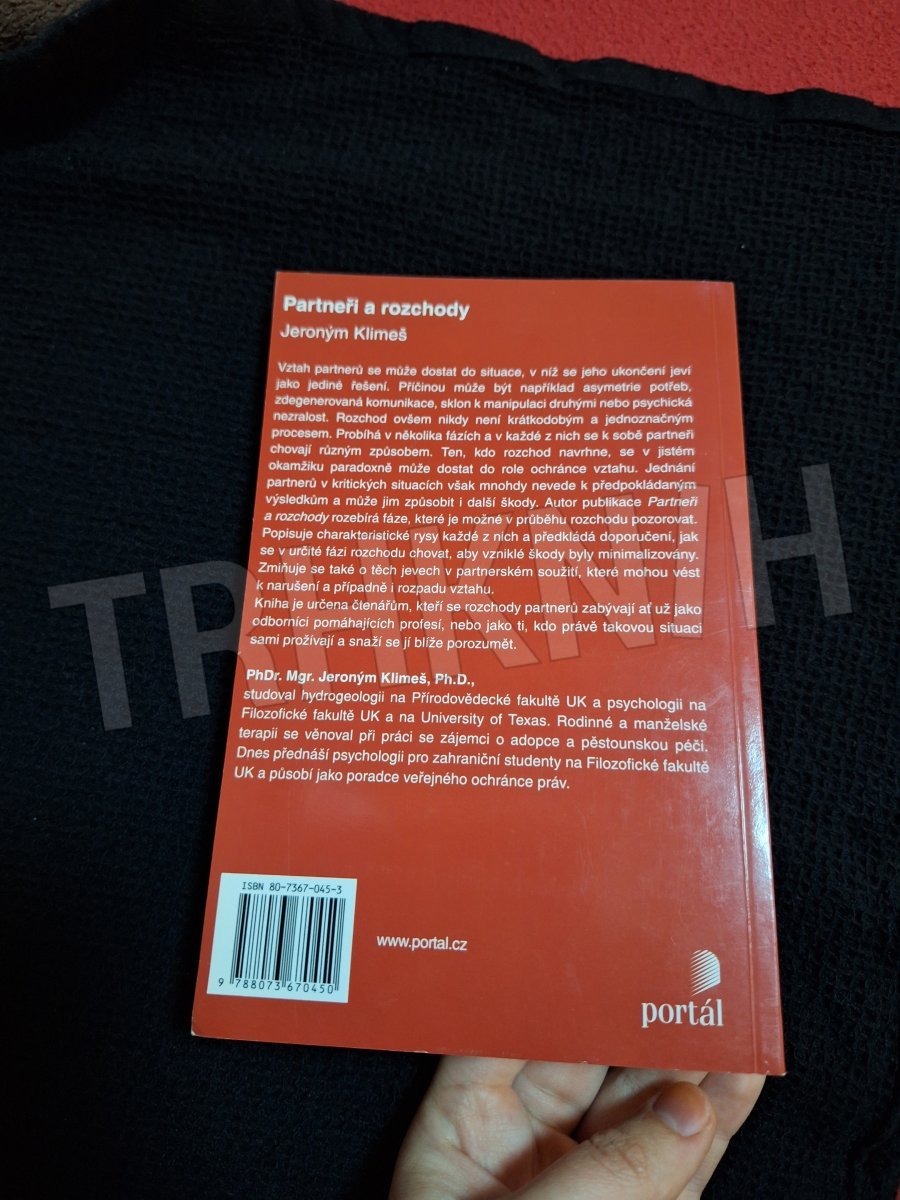 Partneři a rozchody
Jeroným Klimeš
Vztah partnerů se může dostat do situace, v níž se jeho ukončení jeví
jako jediné řešení. Příčinou může být například asymetrie potřeb,
zdegenerovaná komunikace, sklon k manipulaci druhými nebo psychická
nezralost. Rozchod ovšem nikdy není krátkodobým a jednoznačným
procesem. Probíhá v několika fázích a v každé z nich se k sobě partneři
chovají různým způsobem. Ten, kdo rozchod navrhne, se v jistém
okamžiku paradoxně může dostat do role ochránce vztahu. Jednání
partnerů v kritických situacích však mnohdy nevede k předpokládaným
výsledkům a může jim způsobit i další škody. Autor publikace Partneři
a rozchody rozebírá fáze, které je možné v průběhu rozchodu pozorovat.
Popisuje charakteristické rysy každé z nich a předkládá doporučení, jak
se v určité fázi rozchodu chovat, aby vzniklé škody byly minimalizovány.
Zmiňuje se také o těch jevech v partnerském soužití, které mohou vést
k narušení a případně i rozpadu vztahu.
Kniha je určena čtenářům, kteří se rozchody partnerů zabývají ať už jako
odborníci pomáhajících profesí, nebo jako ti, kdo právě takovou situaci
sami prožívají a snaží se jí blíže porozumět.
PhDr. Mgr. Jeroným Klimeš, Ph.D.,
studoval hydrogeologii na Přírodovědecké fakultě UK a psychologii na
Filozofické fakultě UK a na University of Texas. Rodinné a manželské
terapii se věnoval při práci se zájemci o adopce a pěstounskou péči.
Dnes přednáší psychologii pro zahraniční studenty na Filozofické fakultě
UK a působí jako poradce veřejného ochránce práv.
ISBN 80-7367-045-3
9 788073 670450
www.portal.cz
portál